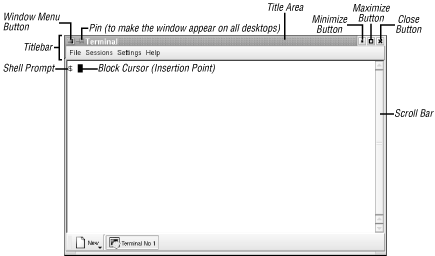 Window Menu
Button
Pin (to make the window appear on all desktops)
Title Area
Minimize
Button
Maximize
Button
Close
Button
Titlebar
Terminal
File Sessions Settings Help
Shell Prompt
$
Block Cursor (Insertion Point)
Scroll Bar
New
Terminal No 1